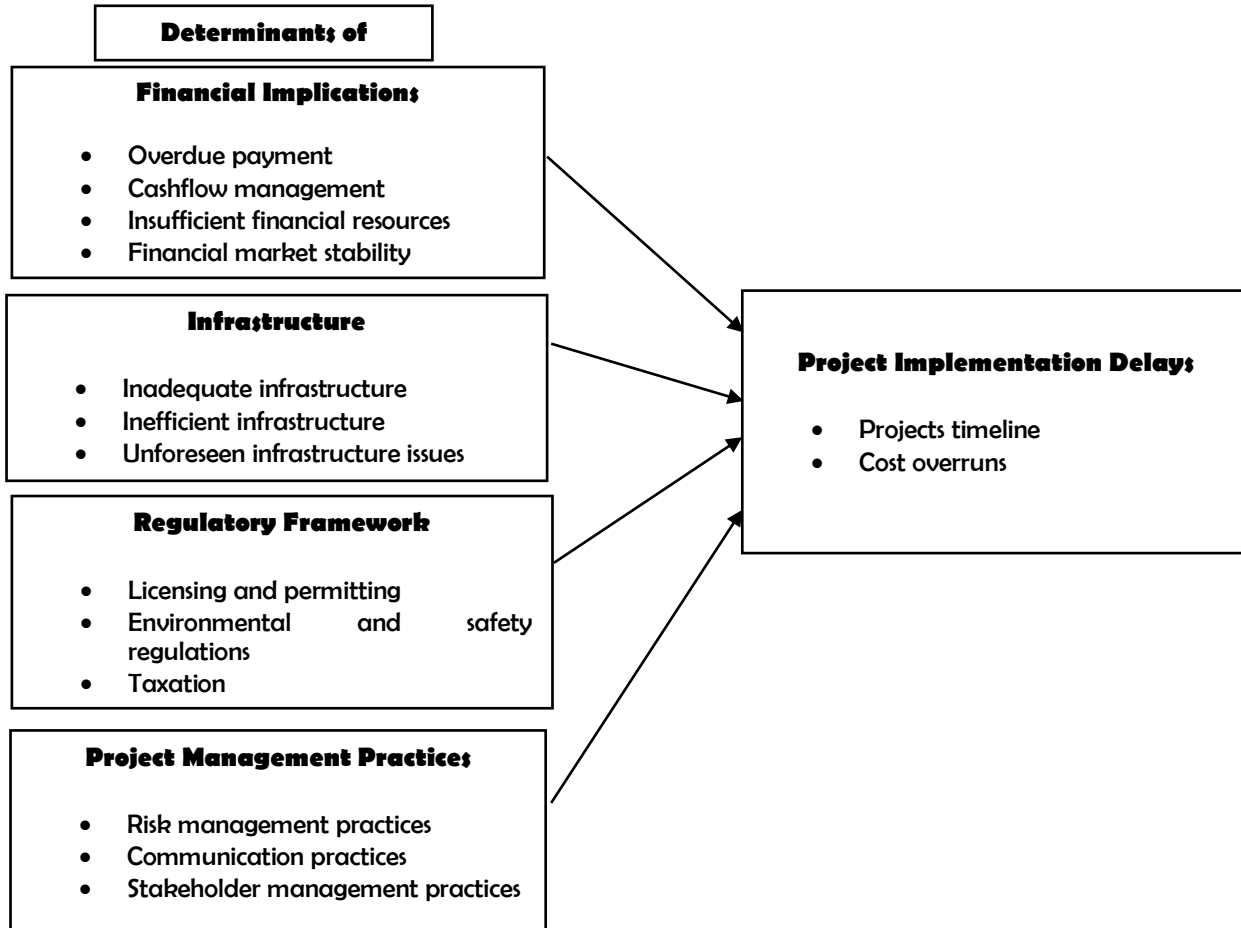 Determinants of
Financial Implications
• Overdue payment
• Cashflow management
• Insufficient financial resources
• Financial market stability
Infrastructure
• Inadequate infrastructure
• Inefficient infrastructure
• Unforeseen infrastructure issues
Regulatory Framework
• Licensing and permitting
• Environmental and safety
regulations
• Taxation
Project Management Practices
• Risk management practices
• Communication practices
• Stakeholder management practices
Project Implementation Delays
• Projects timeline
• Cost overruns